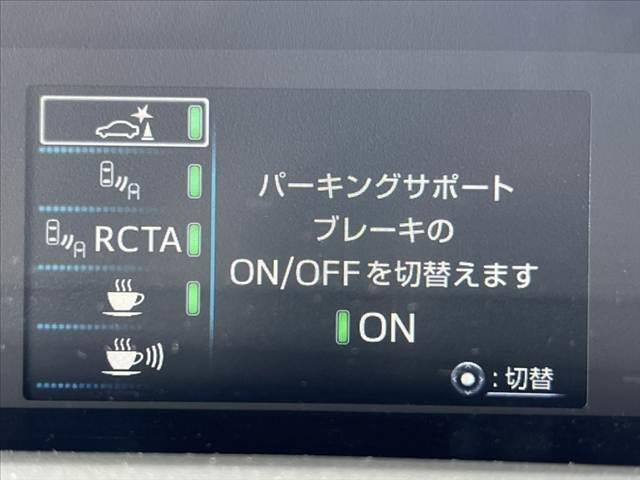 RCTA
パーキングサポート
ブレーキの
ON/OFFを切替えます
ON
:切替